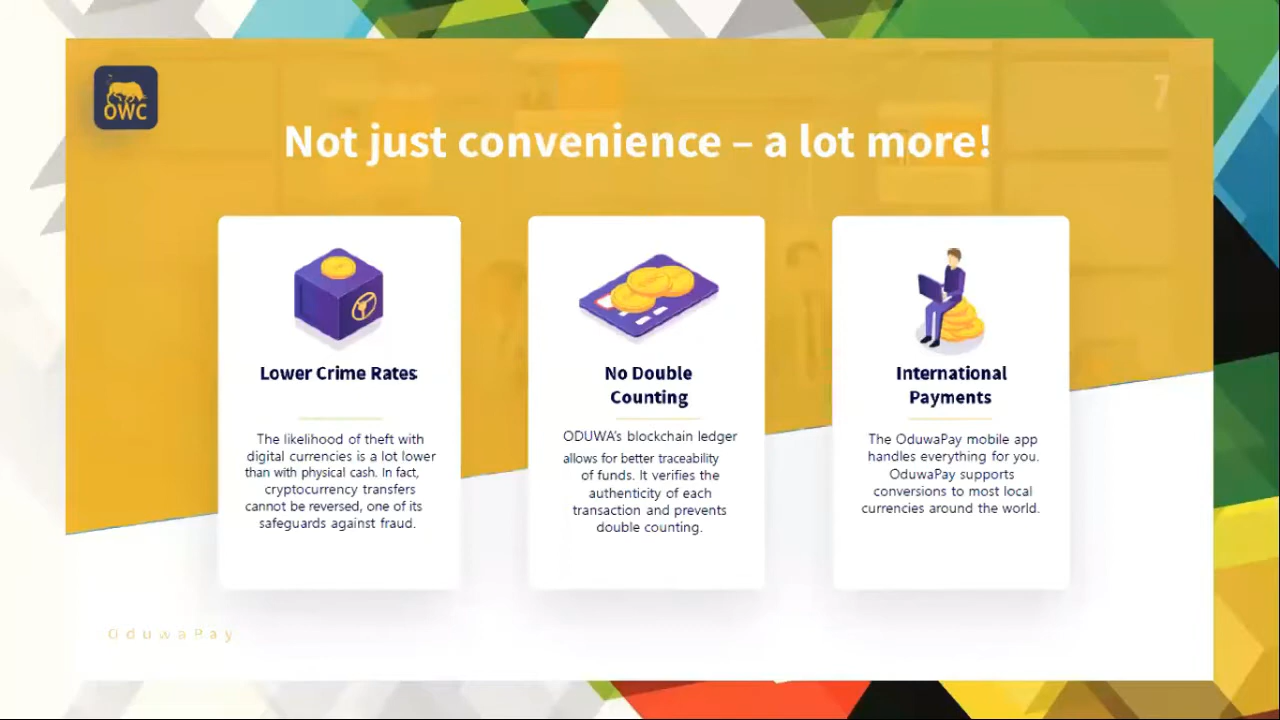 OWC
7
Not just convenience – a lot more!
Lower Crime Rates
The likelihood of theft with
digital currencies is a lot lower
than with physical cash. In fact,
cryptocurrency transfers
cannot be reversed, one of its
safeguards against fraud.
No Double
Counting
ODUWA's blockchain ledger
allows for better traceability
of funds. It verifies the
authenticity of each
transaction and prevents
double counting.
International
Payments
The OduwaPay mobile app
handles everything for you.
OduwaPay supports
conversions to most local
currencies around the world.
OduwaPay